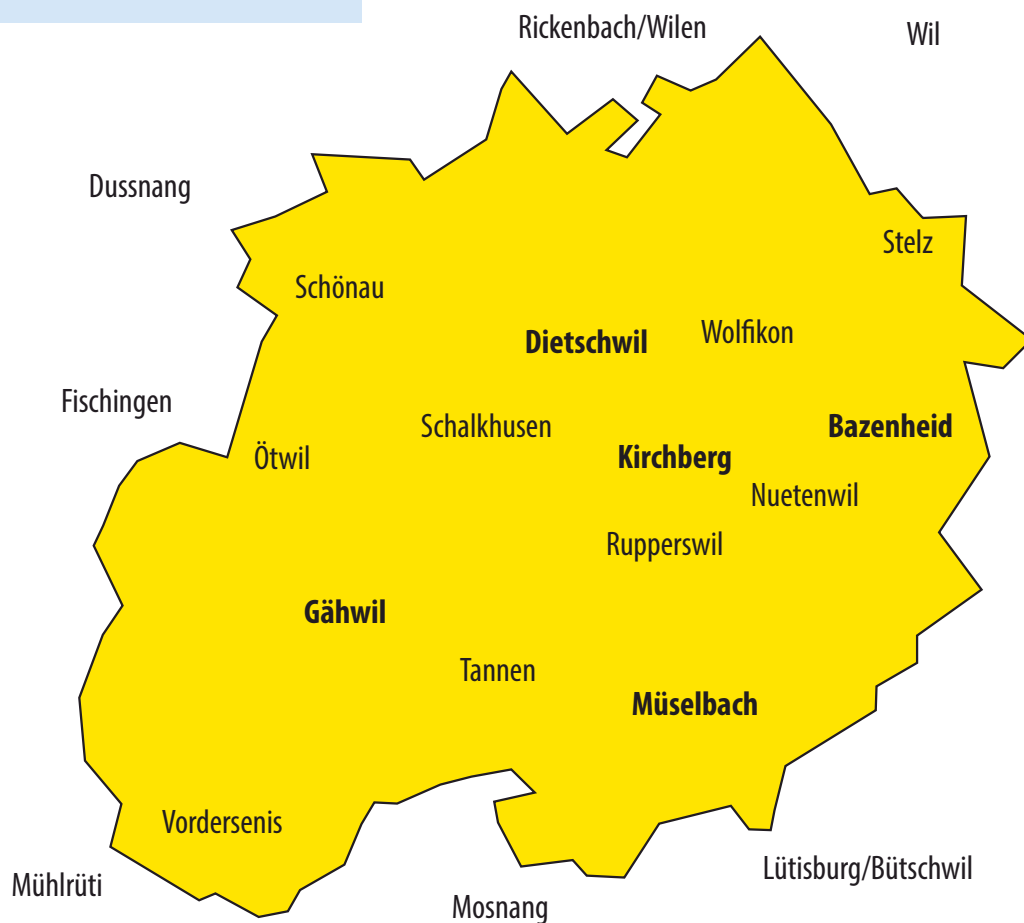 Rickenbach/Wilen
Wil
Dussnang
Stelz
Schönau
Wolfikon
Dietschwil
Fischingen
Schalkhusen
Bazenheid
Ötwil
Kirchberg
Nuetenwil
Rupperswil
Gähwil
Tannen
Müselbach
Vordersenis
Lütisburg/Bütschwil
Mühlrüti
Mosnang